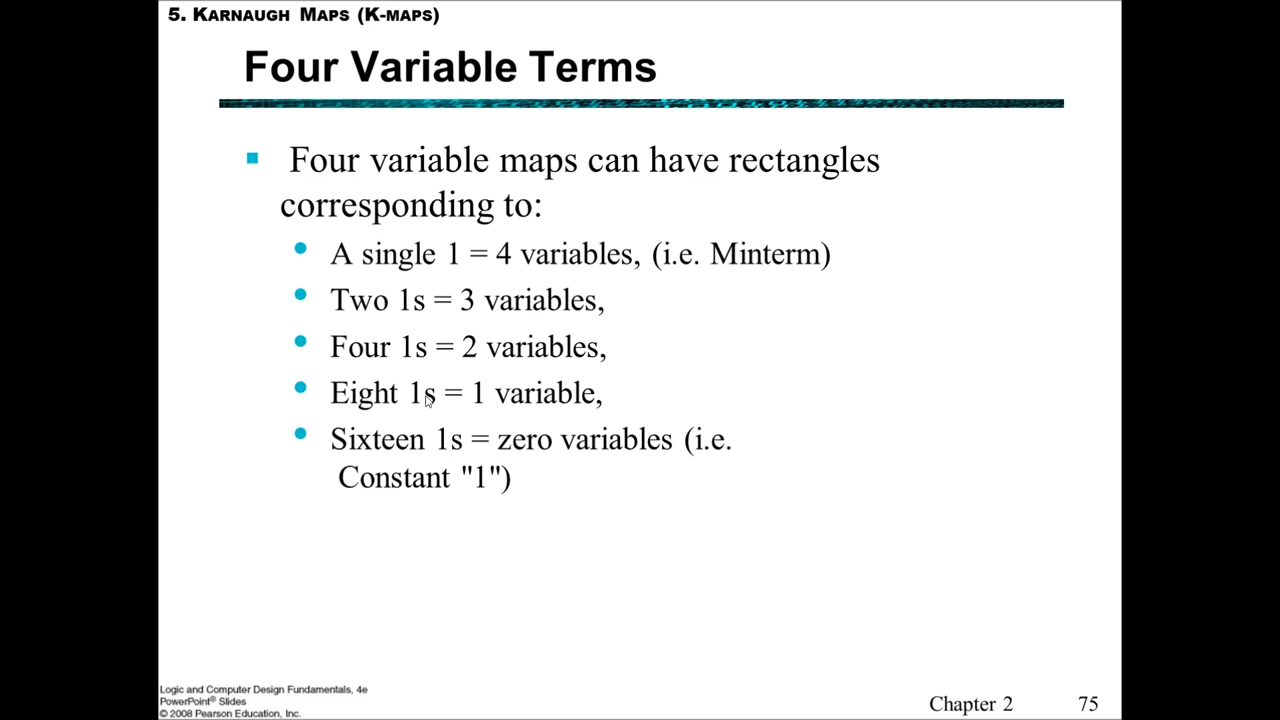 5. KARNAUGH MAPS (K-MAPS)
Four Variable Terms
Four variable maps can have rectangles
corresponding to:
A single 1 = 4 variables, (i.e. Minterm)
Two 1s = 3 variables,
Four 1s = 2 variables,
Eight 1s = 1 variable,
Sixteen 1s = zero variables (i.e.
Constant "1")
Logic and Computer Design Fundamentals, 4e
PowerPoint® Slides
© 2008 Pearson Education, Inc.
Chapter 2 75